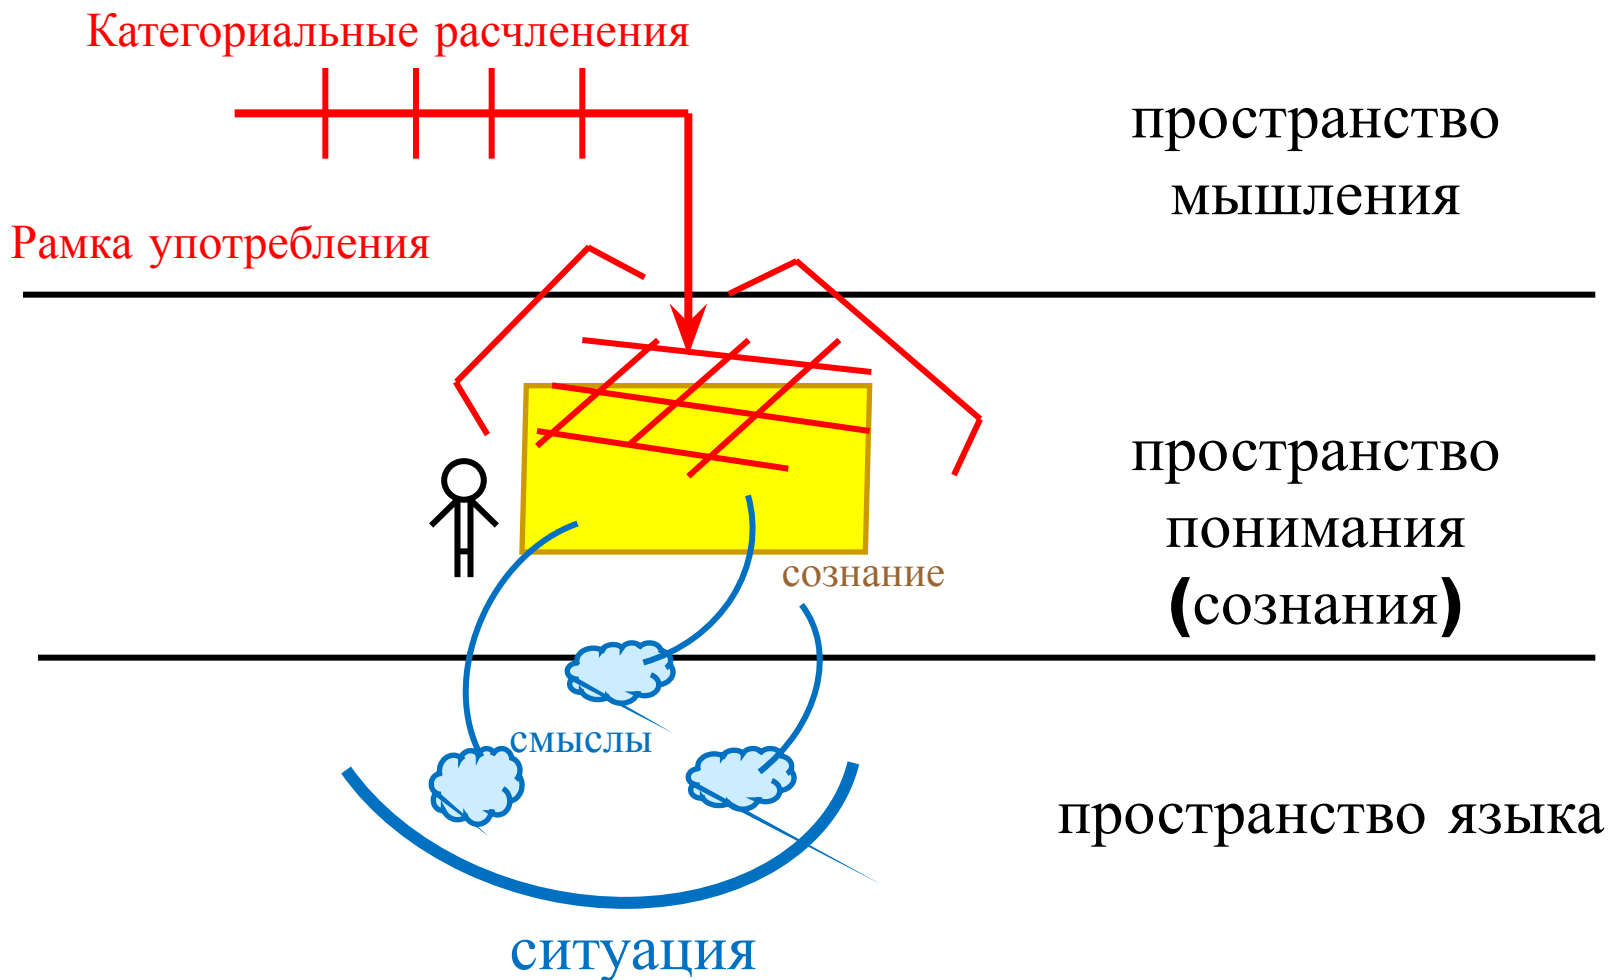 Категориальные расчленения
пространство
мышления
Рамка употребления
пространство
понимания
(сознания)
сознание
смыслы
пространство языка
ситуация